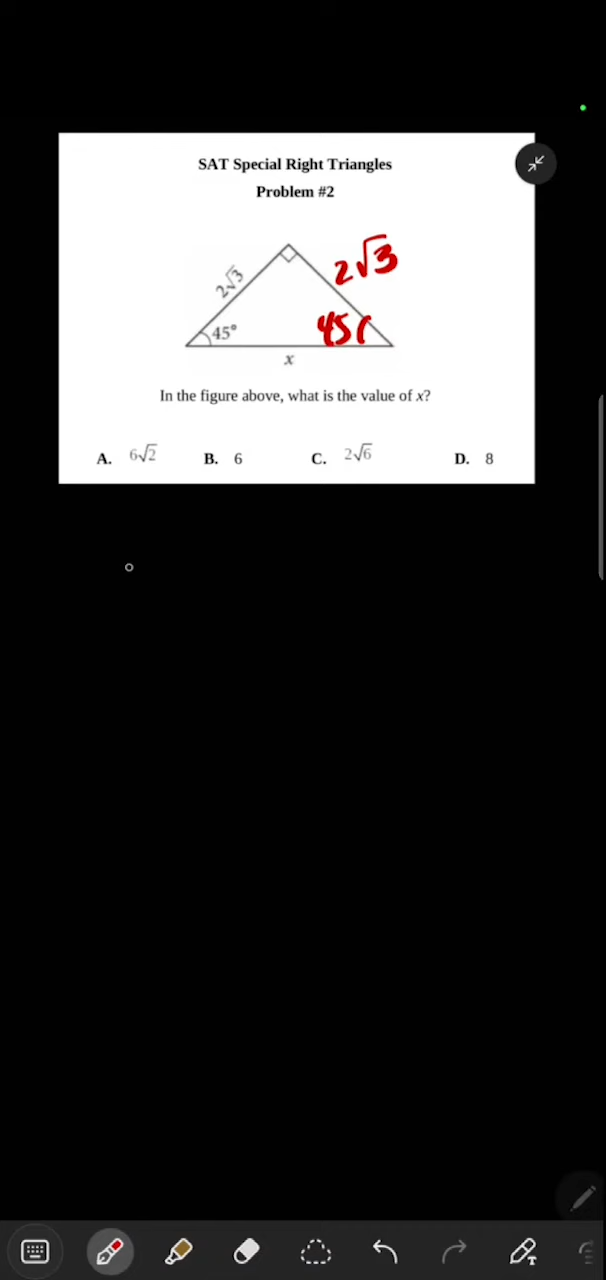 SAT Special Right Triangles
Problem #2
2√3
2√3
45°
45(
x
In the figure above, what is the value of x?
A. 6√2 B. 6 C. 2√6 D. 8